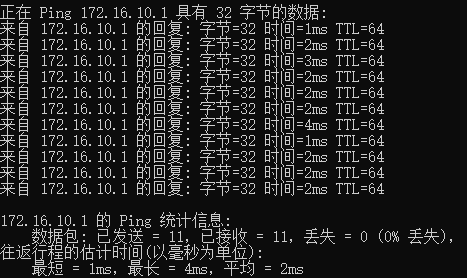 正在 Ping 172.16.10.1 具有 32 字节的数据:
来自 172.16.10.1 的回复: 字节=32 时间=1ms TTL=64
来自 172.16.10.1 的回复: 字节=32 时间=2ms TTL=64
来自 172.16.10.1 的回复: 字节=32 时间=3ms TTL=64
来自 172.16.10.1 的回复: 字节=32 时间=2ms TTL=64
来自 172.16.10.1 的回复: 字节=32 时间=2ms TTL=64
来自 172.16.10.1 的回复: 字节=32 时间=2ms TTL=64
来自 172.16.10.1 的回复: 字节=32 时间=4ms TTL=64
来自 172.16.10.1 的回复: 字节=32 时间=1ms TTL=64
来自 172.16.10.1 的回复: 字节=32 时间=2ms TTL=64
来自 172.16.10.1 的回复: 字节=32 时间=2ms TTL=64
来自 172.16.10.1 的回复: 字节=32 时间=2ms TTL=64
172.16.10.1 的 Ping 统计信息:
数据包: 已发送 = 11，已接收 = 11，丢失 = 0 (0% 丢失)，
往返行程的估计时间(以毫秒为单位):
最短 = 1ms，最长 = 4ms，平均 = 2ms